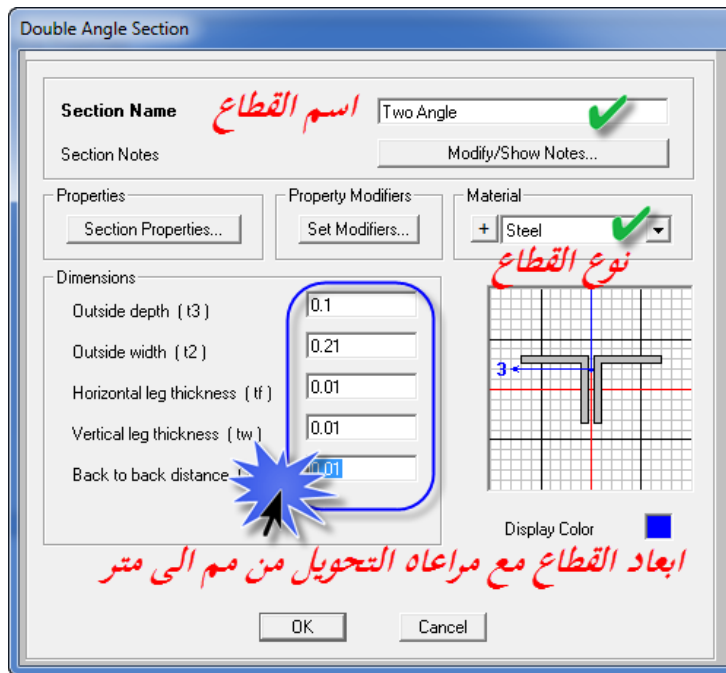 Double Angle Section
Section Name
اسم القطاع
Two Angle
Section Notes
Modify/Show Notes...
Properties
Section Properties...
Property Modifiers
Set Modifiers...
Material
+
Steel
نوع القطاع
Dimensions
Outside depth ( t3 )
0.1
Outside width ( t2 )
0.21
Horizontal leg thickness ( tf )
0.01
Vertical leg thickness ( tw )
0.01
Back to back distance
0.01
3
Display Color
ابعاد القطاع مع مراعاه التحويل من مم الى متر
OK
Cancel